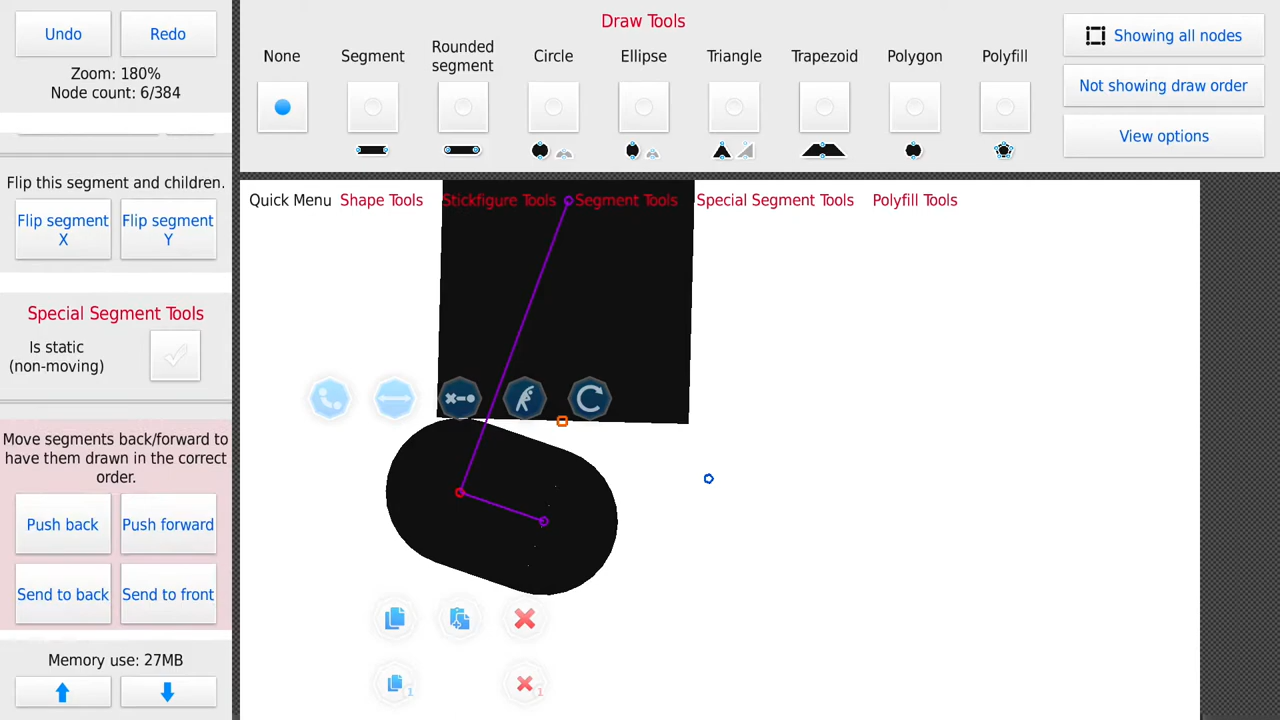 Undo
Redo
Zoom: 180%
Node count: 6/384
Flip this segment and children.
Flip segment X
Flip segment Y
Special Segment Tools
Is static
(non-moving)
Move segments back/forward to
have them drawn in the correct
order.
Push back
Push forward
Send to back
Send to front
Memory use: 27MB
Draw Tools
None
Segment
Rounded segment
Circle
Ellipse
Triangle
Trapezoid
Polygon
Polyfill
Showing all nodes
Not showing draw order
View options
Quick Menu
Shape Tools
Stickfigure Tools
Segment Tools
Special Segment Tools
Polyfill Tools
1
1